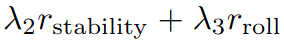 λ₂r_stability + λ₃r_roll